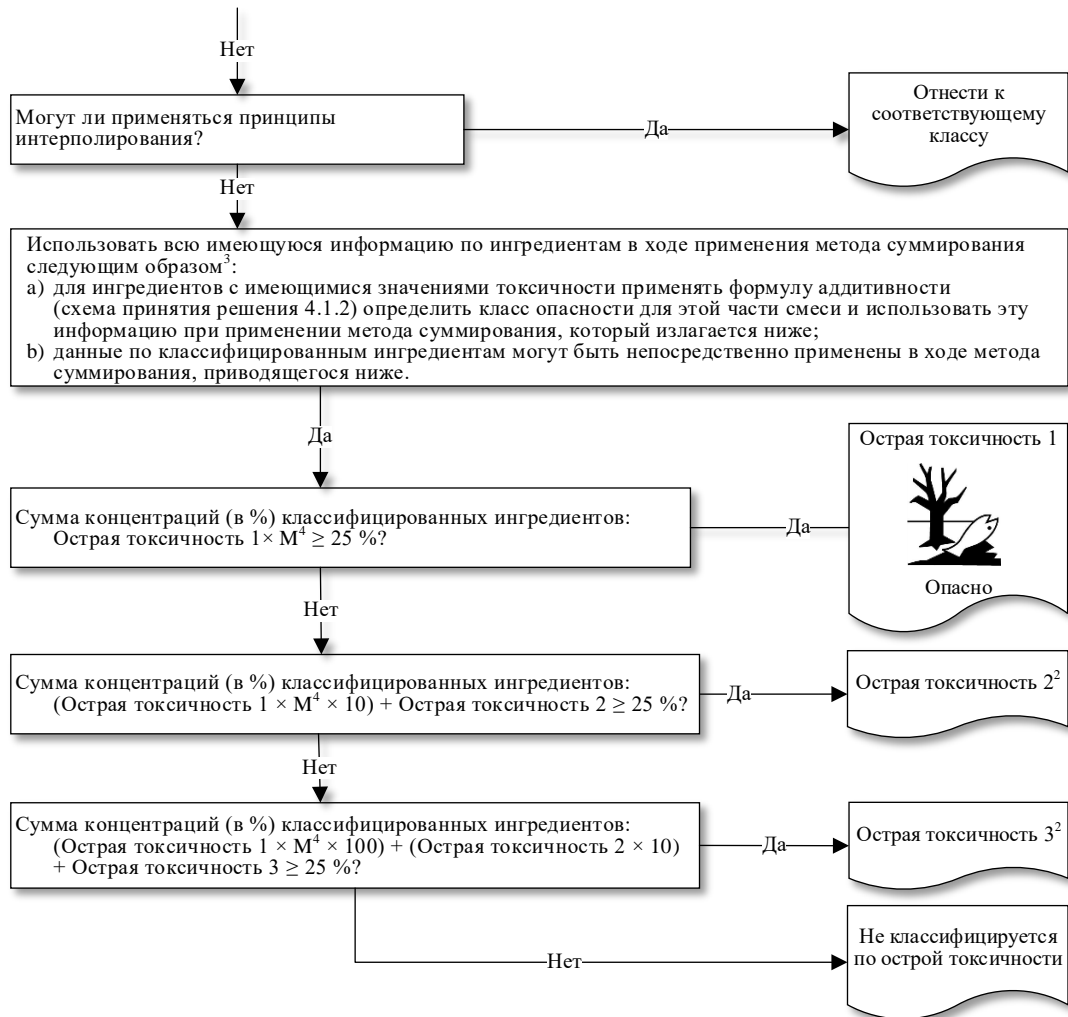 Нет
Могут ли применяться принципы
интерполирования?
Да
Отнести к
соответствующему
классу
Нет
Использовать всю имеющуюся информацию по ингредиентам в ходе применения метода суммирования
следующим образом³:
a) для ингредиентов с имеющимися значениями токсичности применять формулу аддитивности
(схема принятия решения 4.1.2) определить класс опасности для этой части смеси и использовать эту
информацию при применении метода суммирования, который излагается ниже;
b) данные по классифицированным ингредиентам могут быть непосредственно применены в ходе метода
суммирования, приводящегося ниже.
Да
Сумма концентраций (в %) классифицированных ингредиентов:
Острая токсичность 1× M⁴ ≥ 25 %?
Да
Острая токсичность 1
Опасно
Нет
Сумма концентраций (в %) классифицированных ингредиентов:
(Острая токсичность 1 × M⁴ × 10) + Острая токсичность 2 ≥ 25 %?
Да
Острая токсичность 2²
Нет
Сумма концентраций (в %) классифицированных ингредиентов:
(Острая токсичность 1 × M⁴ × 100) + (Острая токсичность 2 × 10)
+ Острая токсичность 3 ≥ 25 %?
Да
Острая токсичность 3²
Нет
Не классифицируется
по острой токсичности